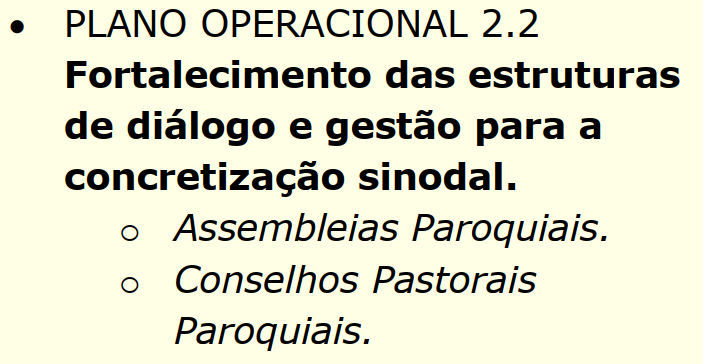 • PLANO OPERACIONAL 2.2
Fortalecimento das estruturas
de diálogo e gestão para a
concretização sinodal.
o Assembleias Paroquiais.
o Conselhos Pastorais
Paroquiais.